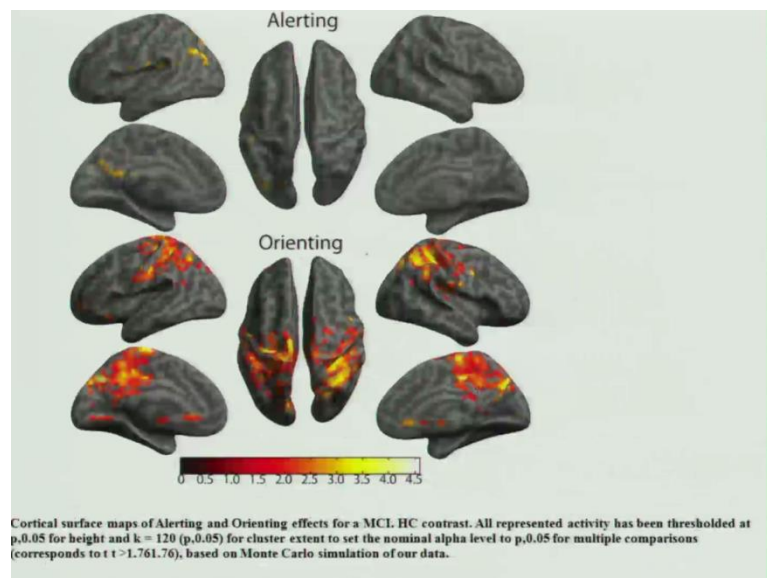 Alerting
Orienting
0 0.5 1.0 1.5 2.0 2.5 3.0 3.5 4.0 4.5
Cortical surface maps of Alerting and Orienting effects for a MCI. HC contrast. All represented activity has been thresholded at
p,0.05 for height and k = 120 (p,0.05) for cluster extent to set the nominal alpha level to p,0.05 for multiple comparisons
(corresponds to t t >1.761.76), based on Monte Carlo simulation of our data.